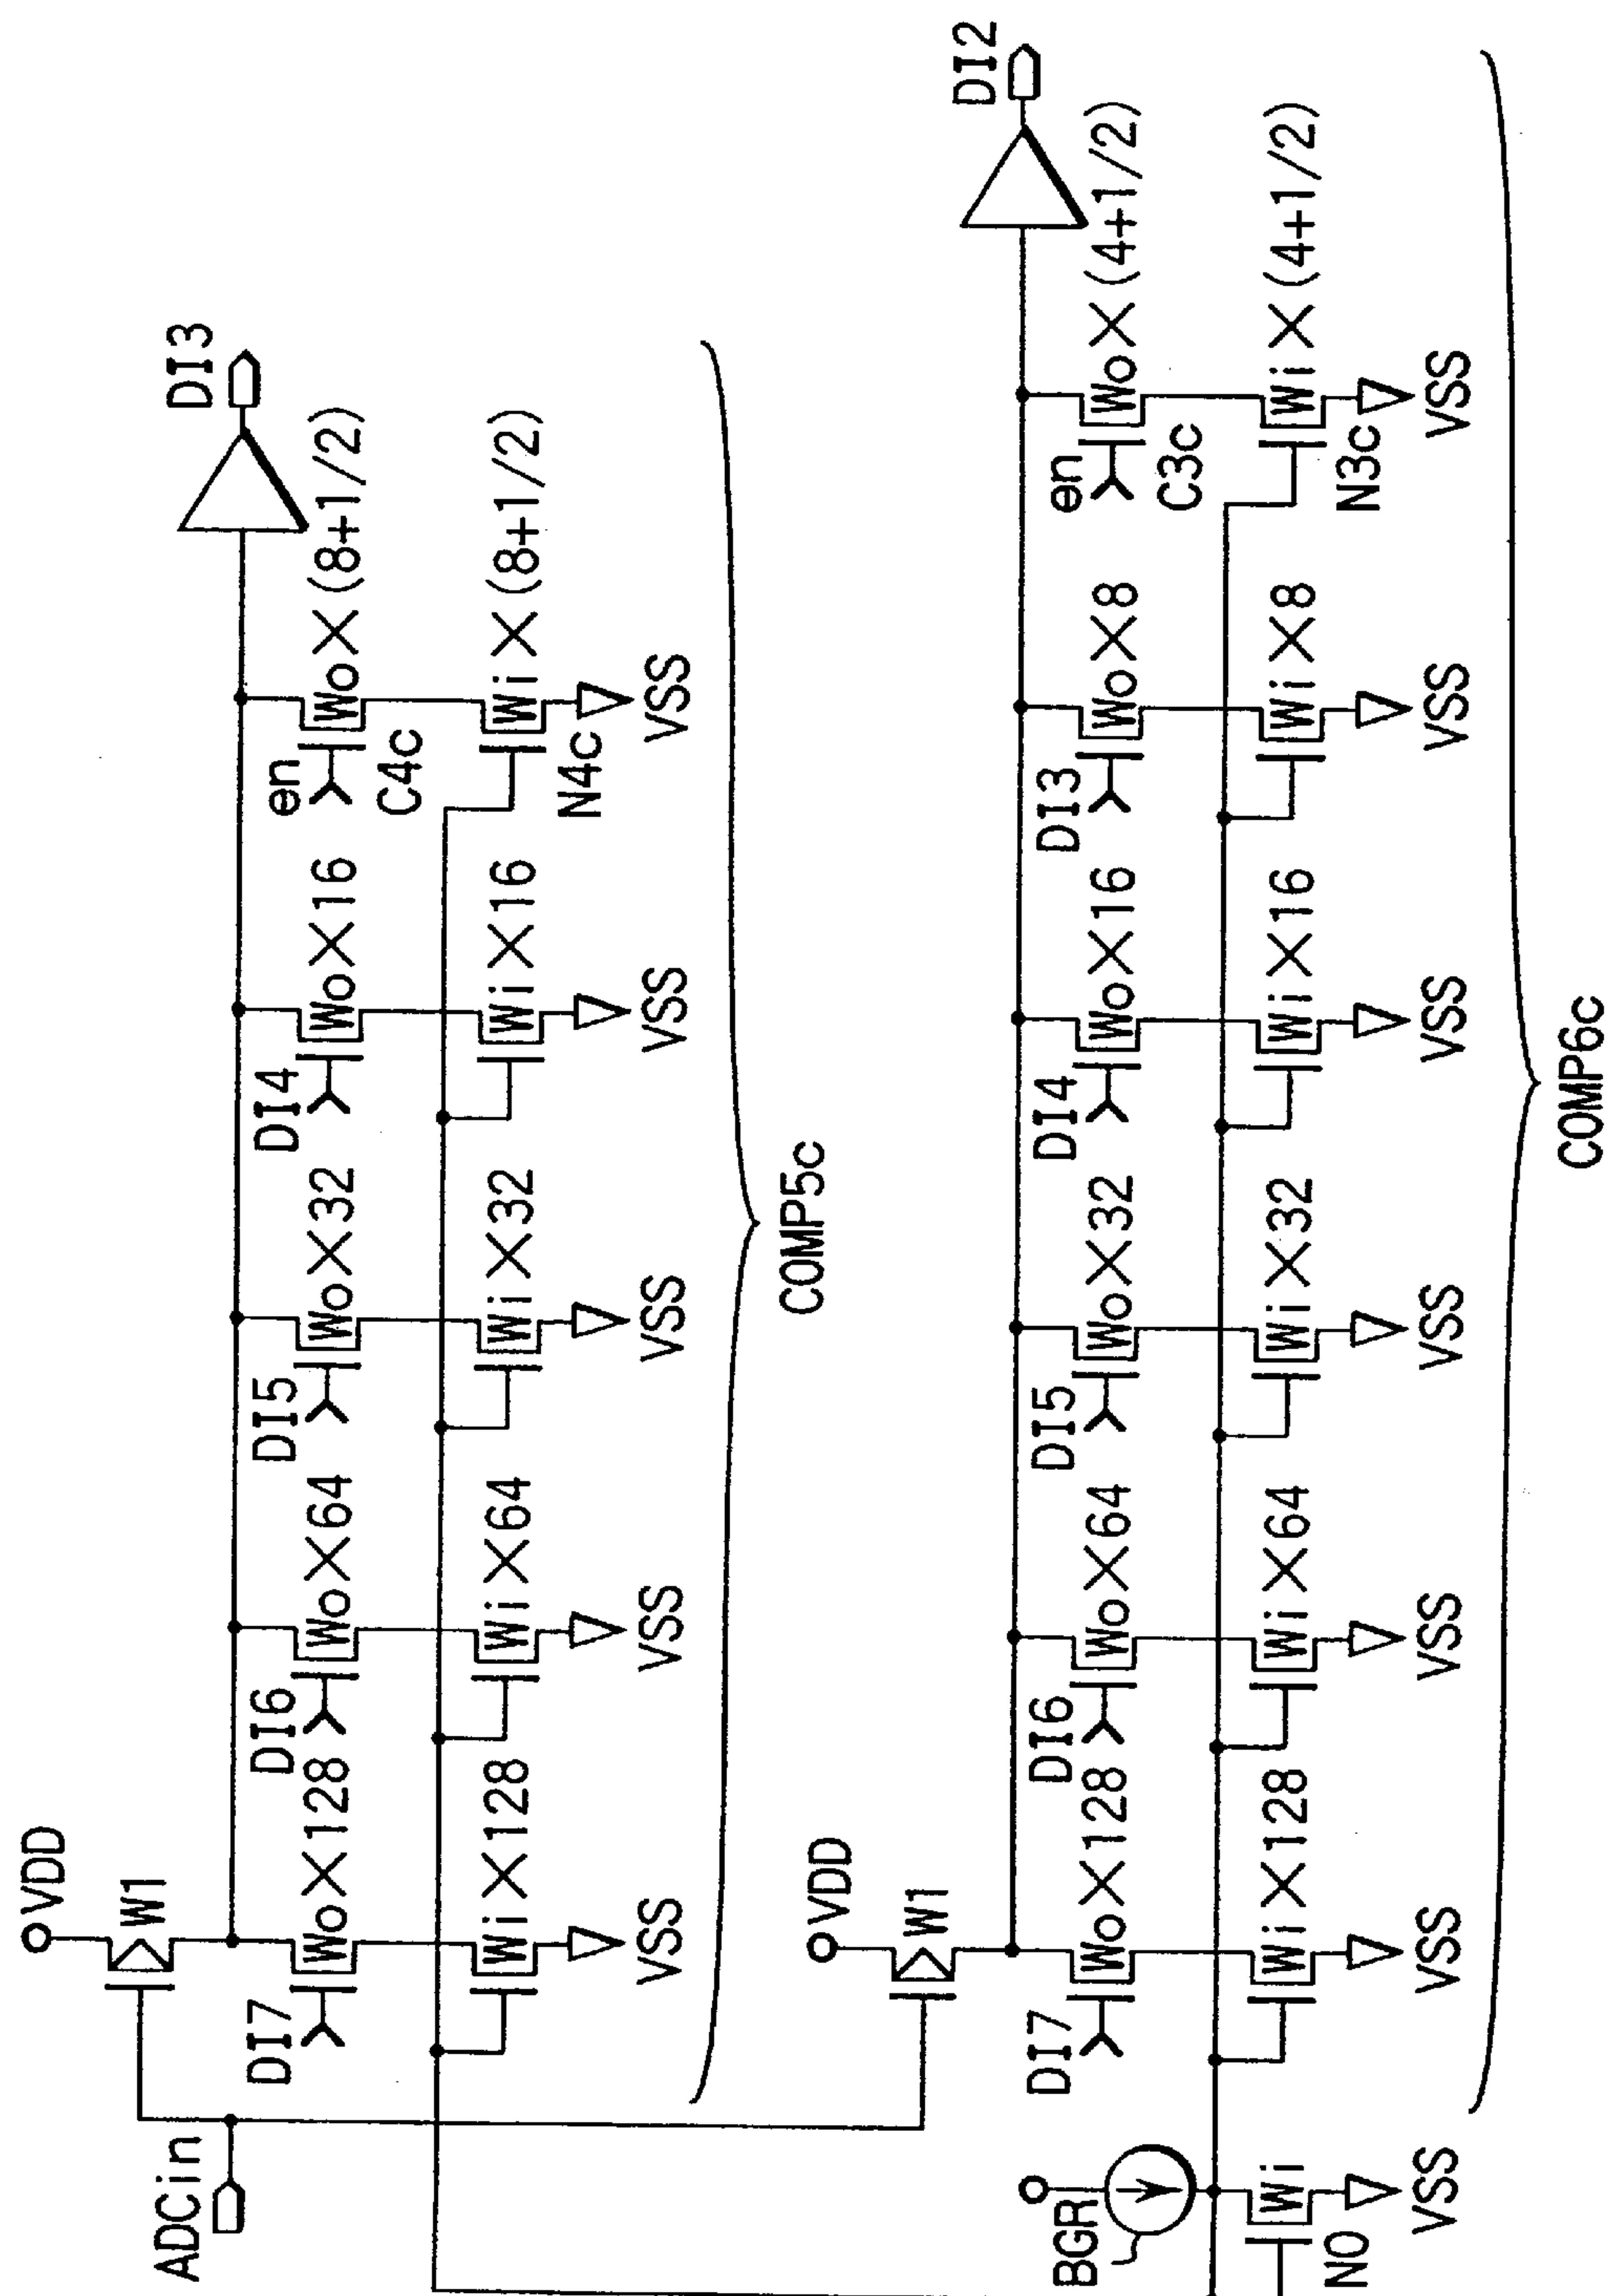 ADCin
VDD
W1
DI3
DI7
DI6
DI5
DI4
en
Wo×128
Wo×64
Wo×32
Wo×16
Wo×(8+1/2)
C4c
Wi×128
Wi×64
Wi×32
Wi×16
Wi×(8+1/2)
N4c
VSS
VSS
VSS
VSS
VSS
COMP5c
VDD
W1
DI2
BGR
DI7
DI6
DI5
DI4
DI3
en
Wo×128
Wo×64
Wo×32
Wo×16
Wo×8
Wo×(4+1/2)
C3c
Wi
Wi×128
Wi×64
Wi×32
Wi×16
Wi×8
Wi×(4+1/2)
N0
N3c
VSS
VSS
VSS
VSS
VSS
VSS
VSS
COMP6c